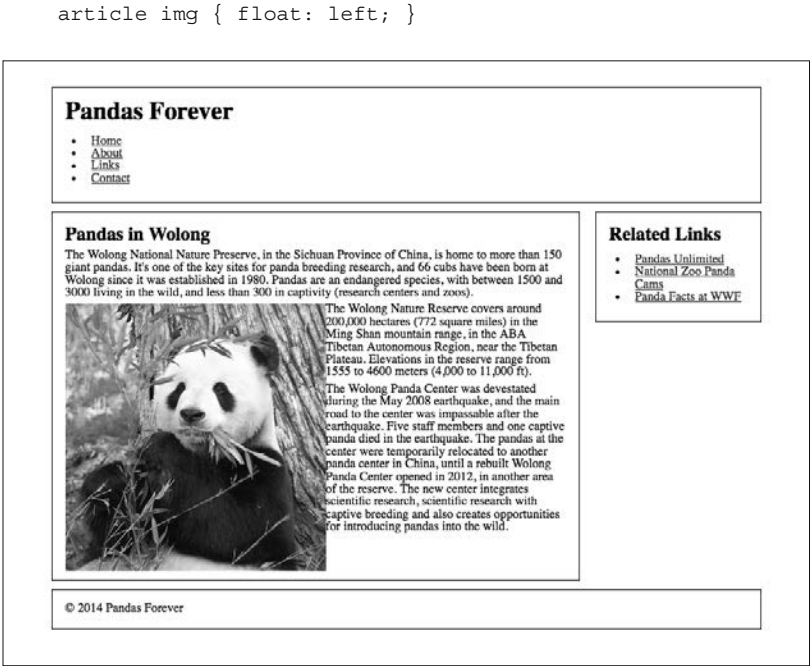 article img { float: left; }
Pandas Forever
• Home
• About
• Links
• Contact
Pandas in Wolong
The Wolong National Nature Preserve, in the Sichuan Province of China, is home to more than 150
giant pandas. It's one of the key sites for panda breeding research, and 66 cubs have been born at
Wolong since it was established in 1980. Pandas are an endangered species, with between 1500 and
3000 living in the wild, and less than 300 in captivity (research centers and zoos).
The Wolong Nature Reserve covers around
200,000 hectares (772 square miles) in the
Ming Shan mountain range, in the ABA
Tibetan Autonomous Region, near the Tibetan
Plateau. Elevations in the reserve range from
1555 to 4600 meters (4,000 to 11,000 ft).
The Wolong Panda Center was devestated
during the May 2008 earthquake, and the main
road to the center was impassable after the
earthquake. Five staff members and one captive
panda died in the earthquake. The pandas at the
center were temporarily relocated to another
panda center in China, until a rebuilt Wolong
Panda Center opened in 2012, in another area
of the reserve. The new center integrates
scientific research, scientific research with
captive breeding and also creates opportunities
for introducing pandas into the wild.
Related Links
• Pandas Unlimited
• National Zoo Panda
Cams
• Panda Facts at WWF
© 2014 Pandas Forever